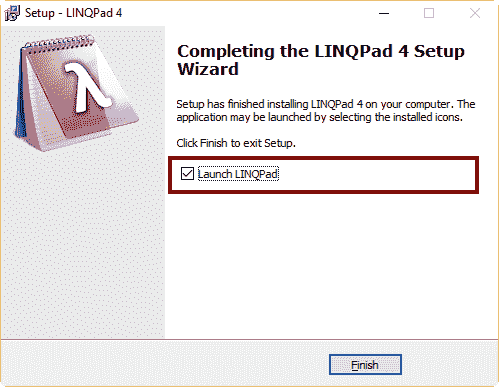 Setup - LINQPad 4
Completing the LINQPad 4 Setup
Wizard
Setup has finished installing LINQPad 4 on your computer. The
application may be launched by selecting the installed icons.
Click Finish to exit Setup.
Launch LINQPad
Finish